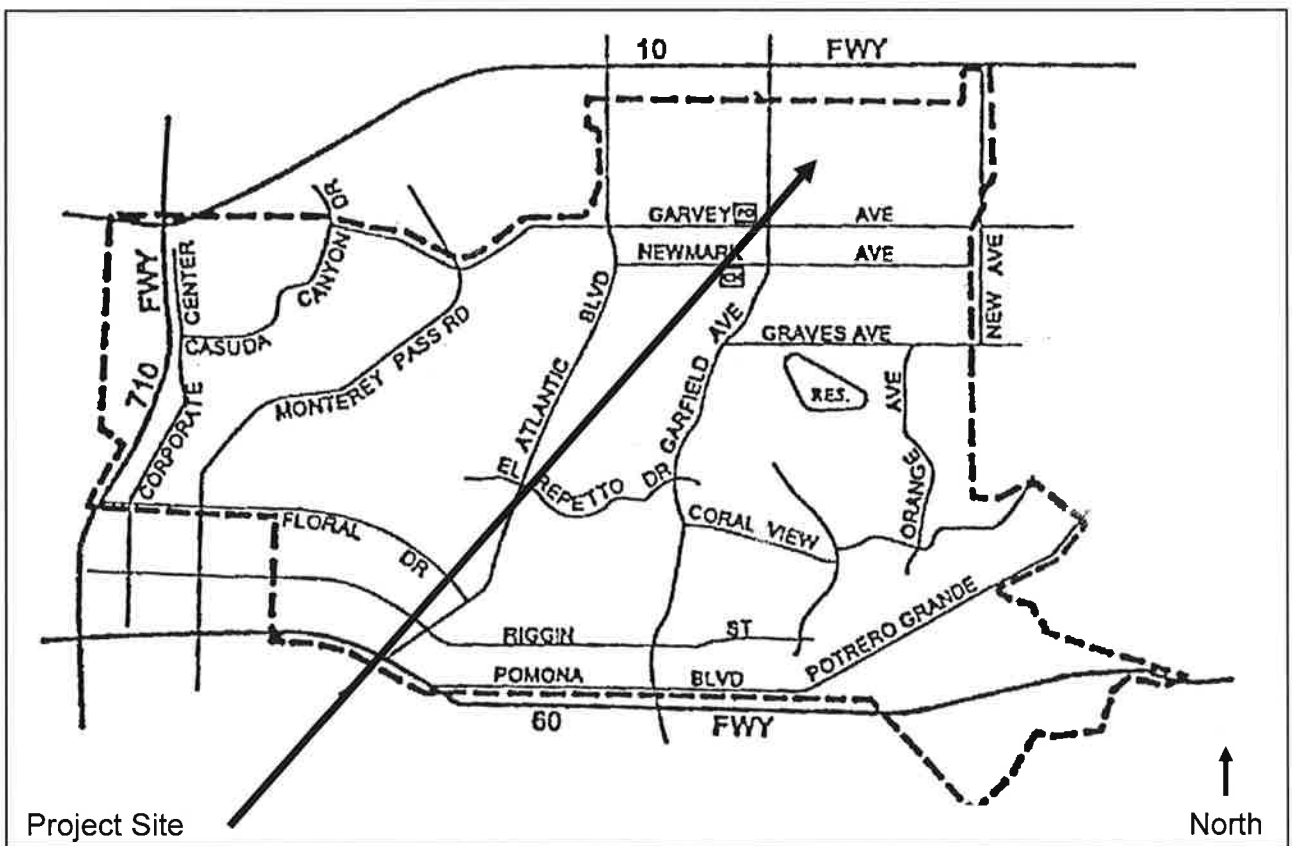 10 FWY
CANYON DR
GARVEY AVE
PO
NEWMARK AVE
CH
710 FWY
CORPORATE CENTER
CASUDA
MONTEREY PASS RD
ATLANTIC BLVD
GARFIELD AVE
GRAVES AVE
NEW AVE
RES.
ORANGE AVE
EL REPETTO DR
CORAL VIEW
FLORAL DR
RIGGIN ST
POTRERO GRANDE
POMONA BLVD
60 FWY
Project Site
North